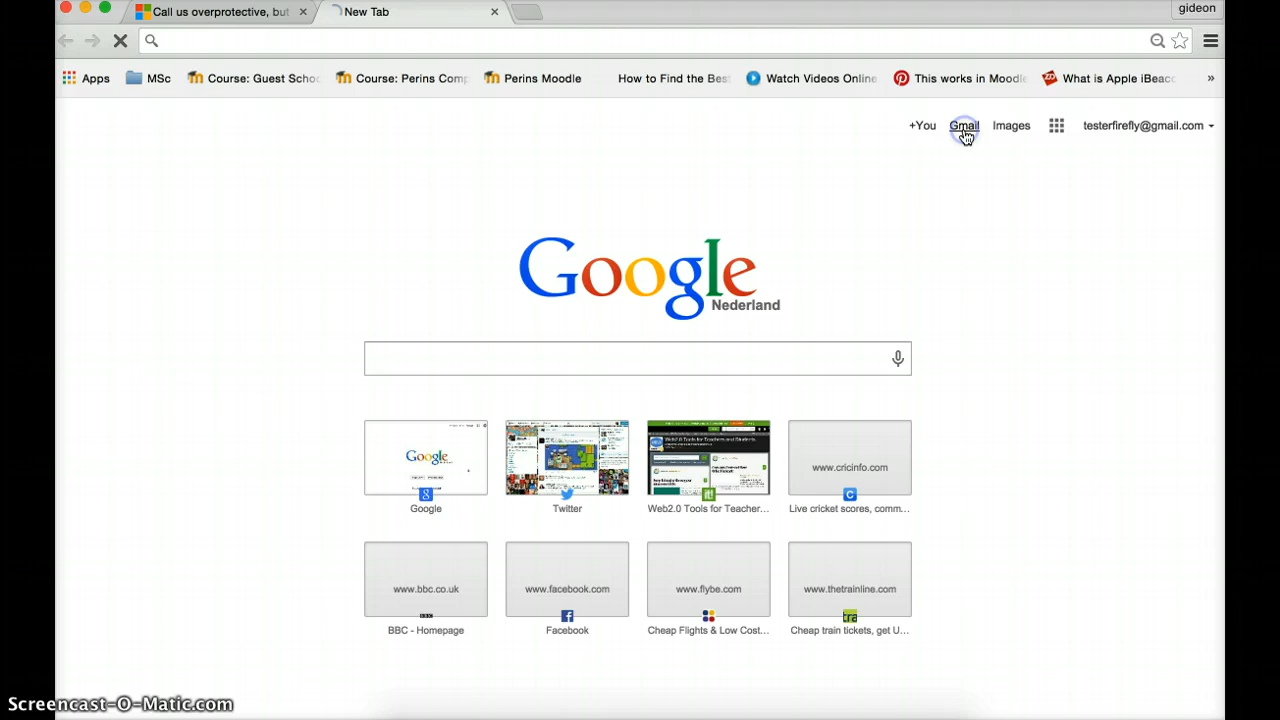 Call us overprotective, but
New Tab
gideon
Apps
MSc
Course: Guest Scho
Course: Perins Comp
Perins Moodle
How to Find the Bes
Watch Videos Online
This works in Moodl
What is Apple iBeac
»
+You
Gmail
Images
testerfirefly@gmail.com
Google
Nederland
Google
www.cricinfo.com
Google
Twitter
Web2.0 Tools for Teacher...
Live cricket scores, comm...
www.bbc.co.uk
www.facebook.com
www.flybe.com
www.thetrainline.com
BBC - Homepage
Facebook
Cheap Flights & Low Cost...
Cheap train tickets, get U...
Screencast-O-Matic.com